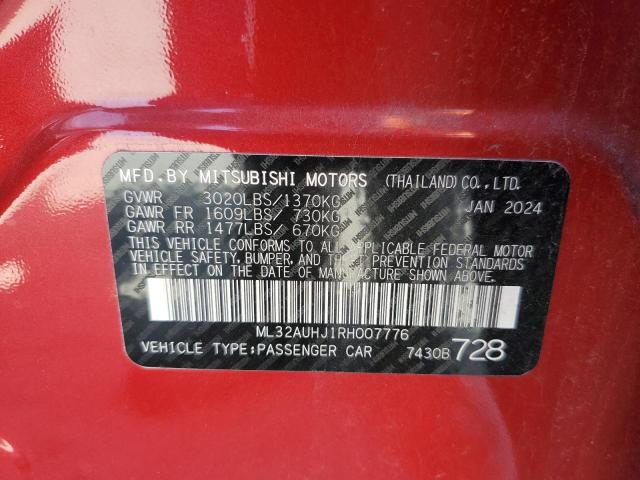 MFD.BY MITSUBISHI MOTORS (THAILAND)CO.,LTD.
GVWR 3020LBS/1370KG JAN 2024
GAWR FR 1609LBS/ 730KG
GAWR RR 1477LBS/ 670KG
THIS VEHICLE CONFORMS TO ALL APPLICABLE FEDERAL MOTOR
VEHICLE SAFETY, BUMPER, AND THEFT PREVENTION STANDARDS
IN EFFECT ON THE DATE OF MANUFACTURE SHOWN ABOVE.
ML32AUHJ1RH007776
VEHICLE TYPE:PASSENGER CAR 7430B 728